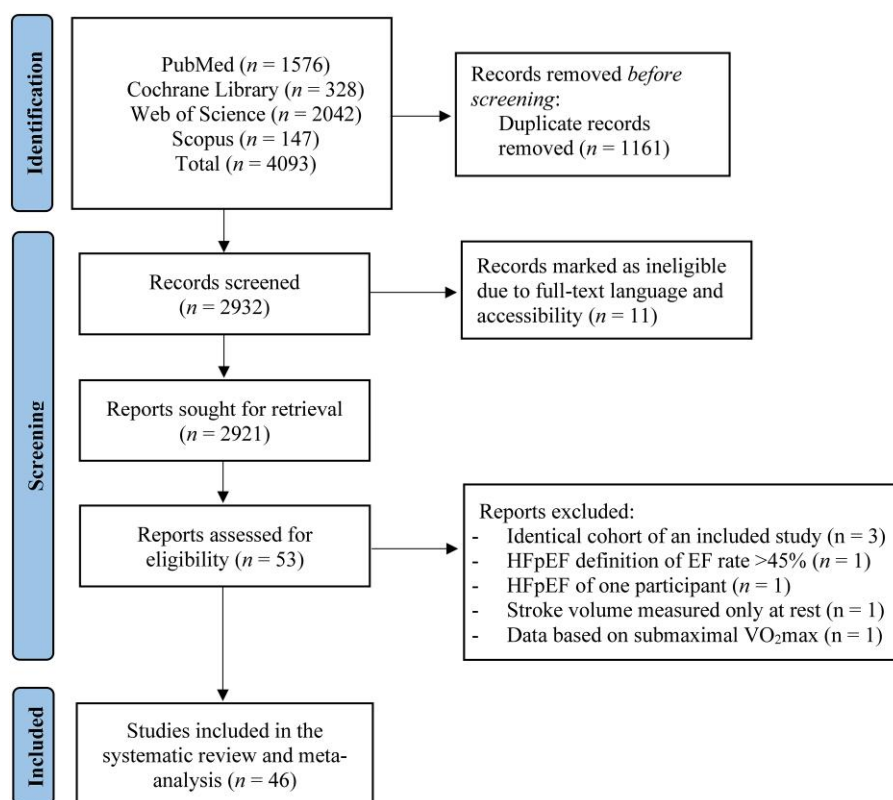 Identification
PubMed (n = 1576)
Cochrane Library (n = 328)
Web of Science (n = 2042)
Scopus (n = 147)
Total (n = 4093)
Records removed before
screening:
Duplicate records
removed (n = 1161)
Screening
Records screened
(n = 2932)
Records marked as ineligible
due to full-text language and
accessibility (n = 11)
Reports sought for retrieval
(n = 2921)
Reports assessed for
eligibility (n = 53)
Reports excluded:
- Identical cohort of an included study (n = 3)
- HFpEF definition of EF rate >45% (n = 1)
- HFpEF of one participant (n = 1)
- Stroke volume measured only at rest (n = 1)
- Data based on submaximal VO₂max (n = 1)
Included
Studies included in the
systematic review and meta-
analysis (n = 46)